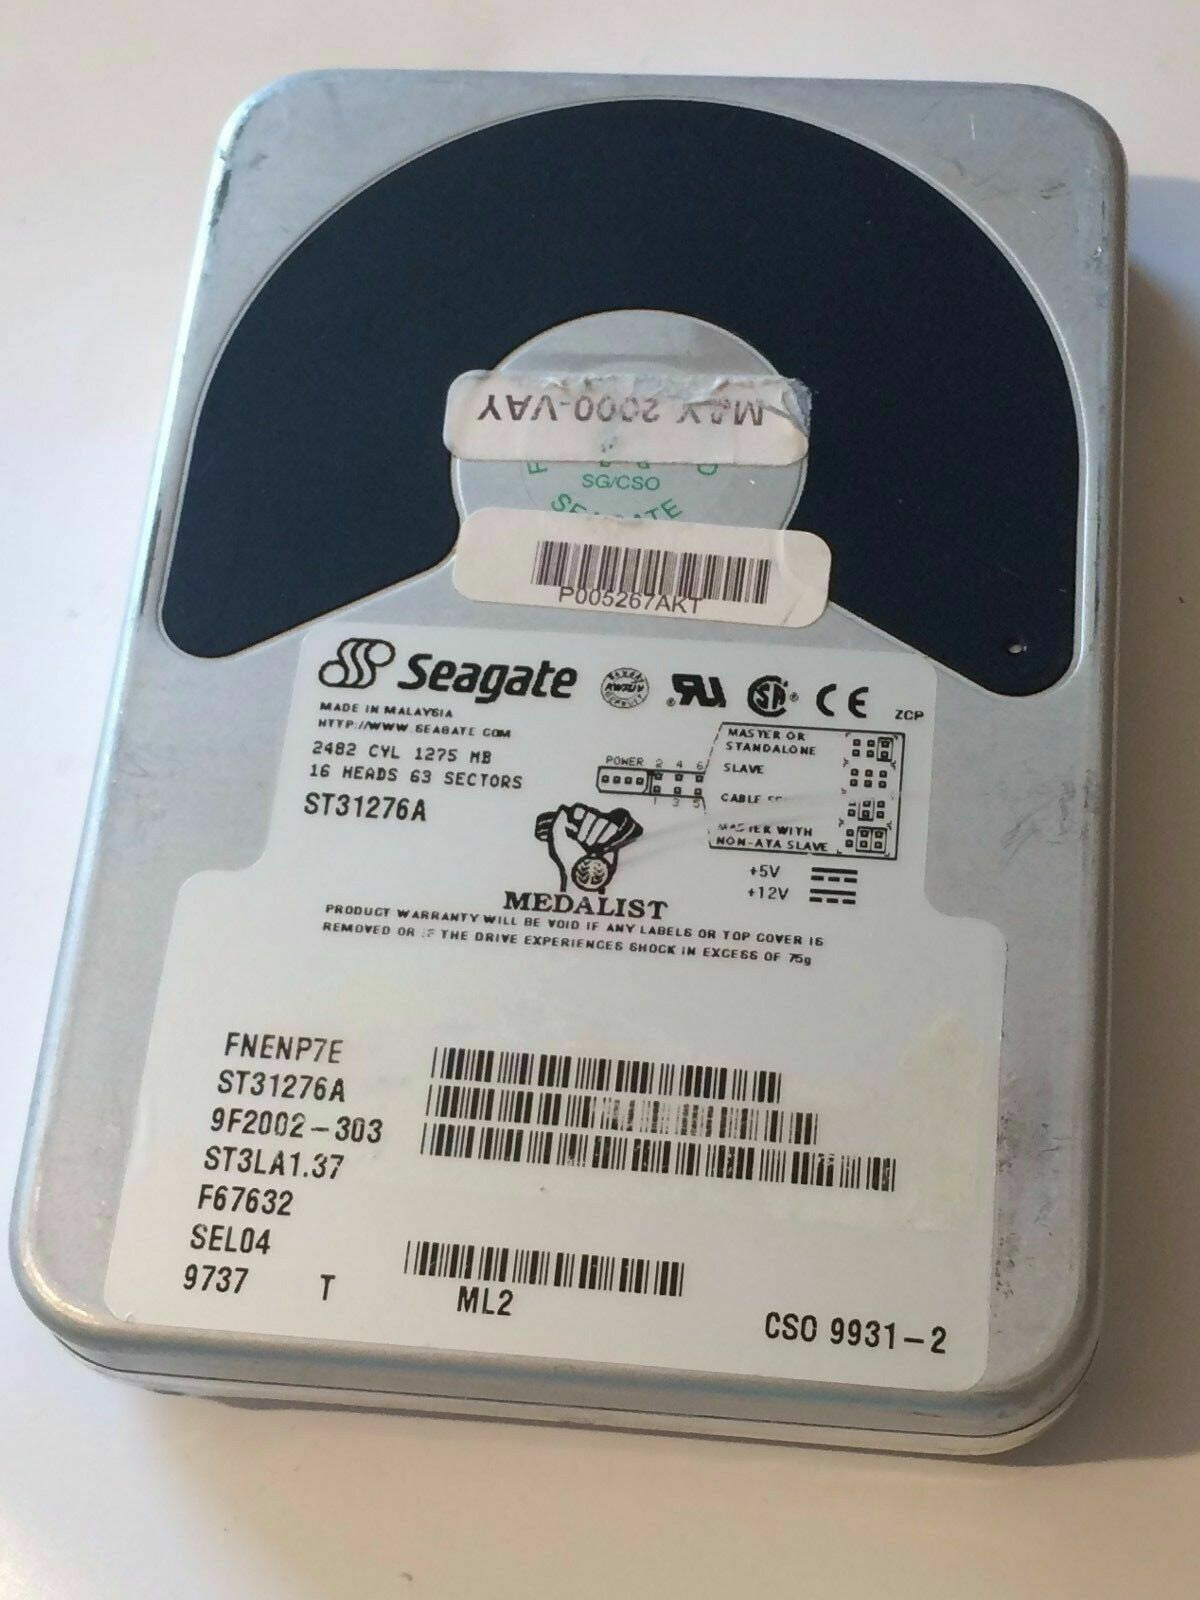 MAY 2000-VAY
SG/CSO
SEAGATE
P005267AKT
Seagate
RWTUV
CE
ZCP
MADE IN MALAYSIA
HTTP://WWW.SEAGATE.COM
2482 CYL 1275 MB
16 HEADS 63 SECTORS
ST31276A
POWER 2 4 6
1 3 5
MASTER OR
STANDALONE
SLAVE
CABLE
MASTER WITH
NON-ATA SLAVE
+5V
+12V
MEDALIST
PRODUCT WARRANTY WILL BE VOID IF ANY LABELS OR TOP COVER IS
REMOVED OR IF THE DRIVE EXPERIENCES SHOCK IN EXCESS OF 75g
FNENP7E
ST31276A
9F2002-303
ST3LA1.37
F67632
SEL04
9737 T
ML2
CSO 9931-2